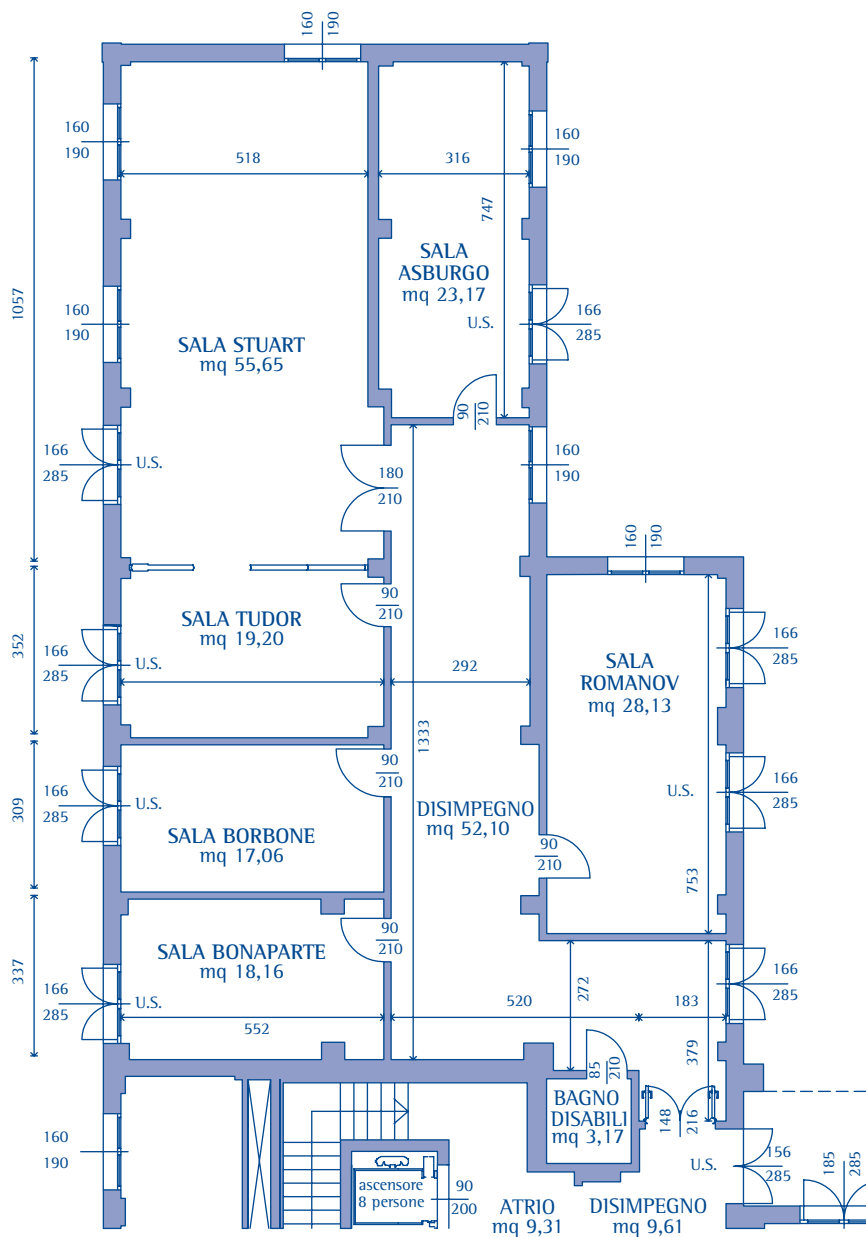 160
190
160
190
518
316
160
190
747
SALA
ASBURGO
mq 23,17
1057
160
190
U.S.
166
285
SALA STUART
mq 55,65
90
210
166
285
U.S.
180
210
160
190
160
190
352
SALA TUDOR
mq 19,20
90
210
166
285
U.S.
292
SALA
ROMANOV
mq 28,13
166
285
1333
90
210
309
166
285
U.S.
DISIMPEGNO
mq 52,10
U.S.
166
285
SALA BORBONE
mq 17,06
90
210
753
337
SALA BONAPARTE
mq 18,16
90
210
166
285
U.S.
552
520
272
183
166
285
379
85
210
BAGNO
DISABILI
mq 3,17
148
216
160
190
ascensore
8 persone
90
200
ATRIO
mq 9,31
DISIMPEGNO
mq 9,61
U.S.
156
285
185
285